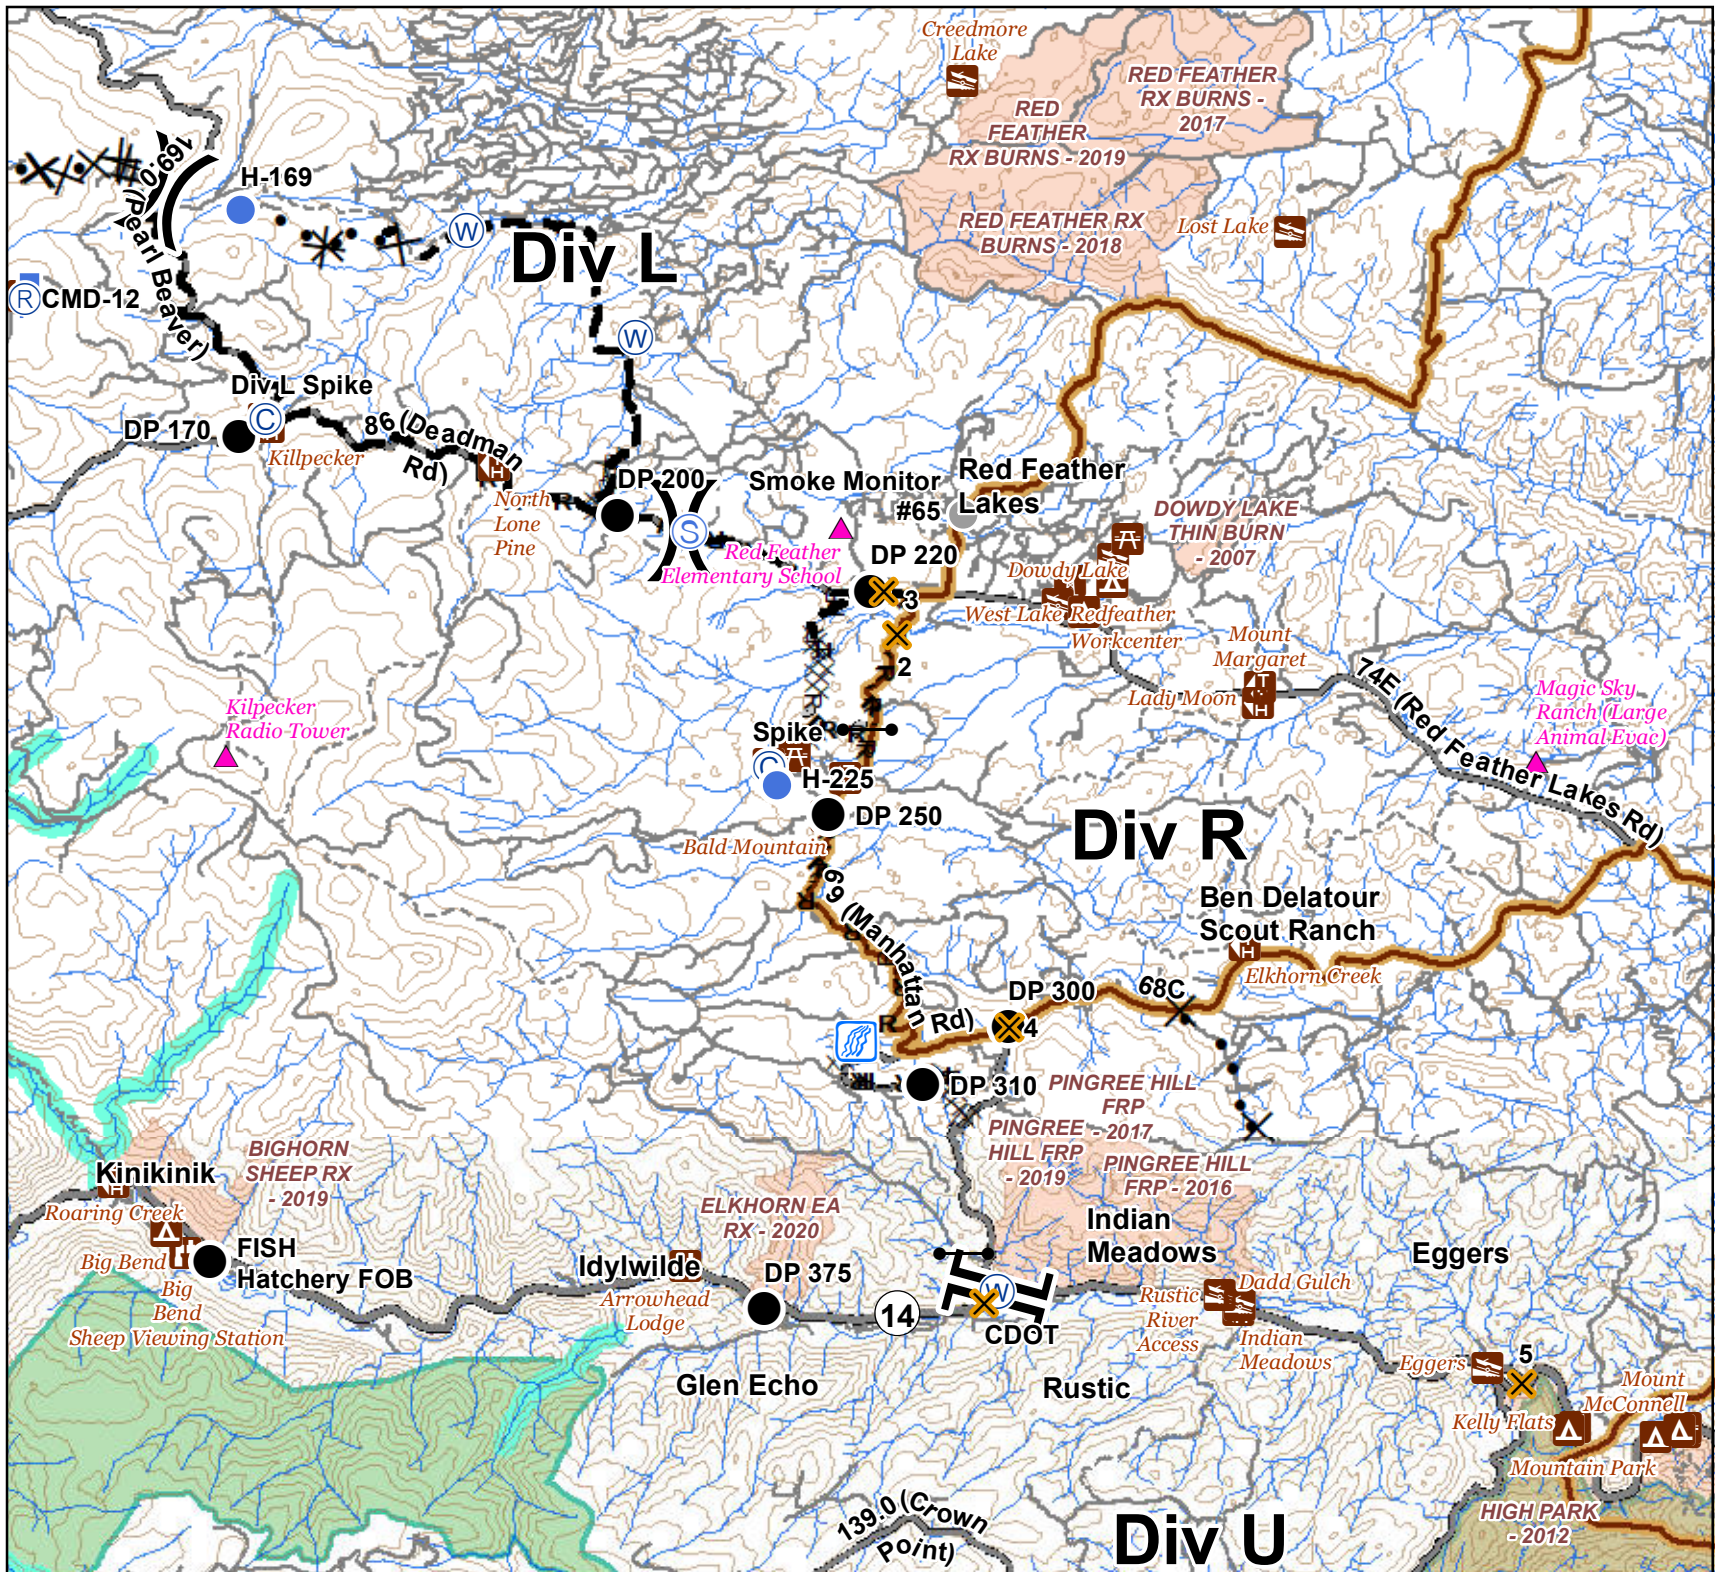 Creedmore
Lake
RED FEATHER
RX BURNS -
2017
RED
FEATHER
RX BURNS - 2019
169.0 (Pearl Beaver)
H-169
W
Div L
RED FEATHER RX
BURNS - 2018
Lost Lake
R
CMD-12
W
Div L Spike
C
DP 170
86 (Deadman
Rd)
Killpecker
H
North
Lone
Pine
R
DP 200
S
Smoke Monitor
#65
Red Feather
Lakes
DOWDY LAKE
THIN BURN
- 2007
Red Feather
Elementary School
DP 220
3
Dowdy Lake
West Lake
Redfeather
Workcenter
2
Mount
Margaret
Lady Moon
T
H
74E (Red Feather Lakes Rd)
Magic Sky
Ranch (Large
Animal Evac)
Kilpecker
Radio Tower
Spike
C
H-225
DP 250
Bald Mountain
Div R
R
69 (Manhattan
Rd)
Ben Delatour
Scout Ranch
H
Elkhorn Creek
DP 300
68C
R
4
DP 310
PINGREE HILL
FRP
- 2017
PINGREE
HILL FRP
- 2019
PINGREE HILL
FRP - 2016
BIGHORN
SHEEP RX
- 2019
Kinikinik
H
Roaring Creek
ELKHORN EA
RX - 2020
Indian
Meadows
Eggers
Big Bend
FISH
Hatchery FOB
Big
Bend
Sheep Viewing Station
Idylwilde
Arrowhead
Lodge
DP 375
14
W
CDOT
Rustic
River
Access
Dadd Gulch
Indian
Meadows
Glen Echo
Rustic
Eggers
5
Mount
McConnell
Kelly Flats
Mountain Park
HIGH PARK
- 2012
139.0 (Crown
Point)
Div U